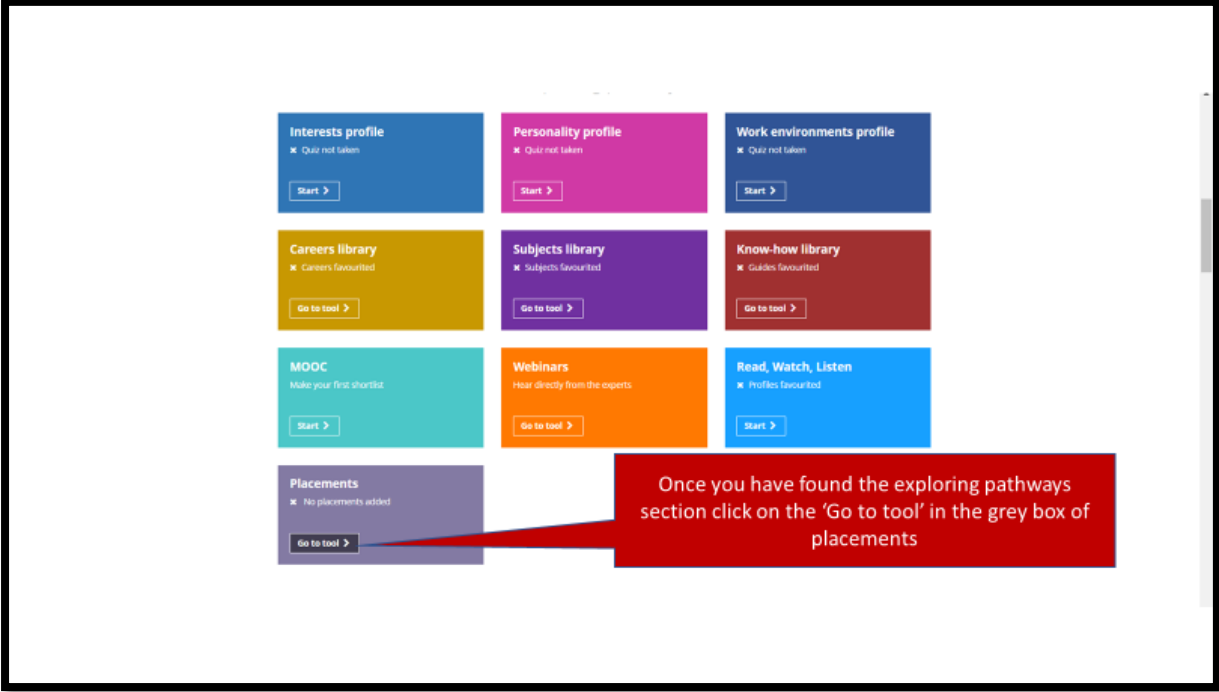 Interests profile
✖ Quiz not taken
Start ❯
Personality profile
✖ Quiz not taken
Start ❯
Work environments profile
✖ Quiz not taken
Start ❯
Careers library
✖ Careers favourited
Go to tool ❯
Subjects library
✖ Subjects favourited
Go to tool ❯
Know-how library
✖ Guides favourited
Go to tool ❯
MOOC
Make your first shortlist
Start ❯
Webinars
Hear directly from the experts
Go to tool ❯
Read, Watch, Listen
✖ Profiles favourited
Start ❯
Placements
✖ No placements added
Go to tool ❯
Once you have found the exploring pathways
section click on the ‘Go to tool’ in the grey box of
placements